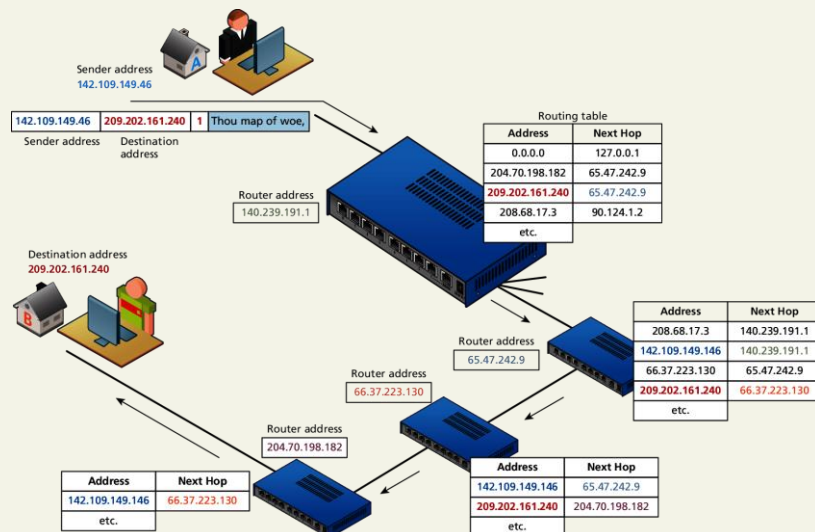 A
Sender address
142.109.149.46
142.109.149.46 209.202.161.240 1 Thou map of woe,
Sender address Destination
address
Routing table
Address Next Hop
0.0.0.0 127.0.0.1
204.70.198.182 65.47.242.9
209.202.161.240 65.47.242.9
208.68.17.3 90.124.1.2
etc.
Router address
140.239.191.1
Destination address
209.202.161.240
B
Router address
65.47.242.9
Address Next Hop
208.68.17.3 140.239.191.1
142.109.149.146 140.239.191.1
66.37.223.130 65.47.242.9
209.202.161.240 66.37.223.130
etc.
Router address
66.37.223.130
Router address
204.70.198.182
Address Next Hop
142.109.149.146 66.37.223.130
etc.
Address Next Hop
142.109.149.146 65.47.242.9
209.202.161.240 204.70.198.182
etc.